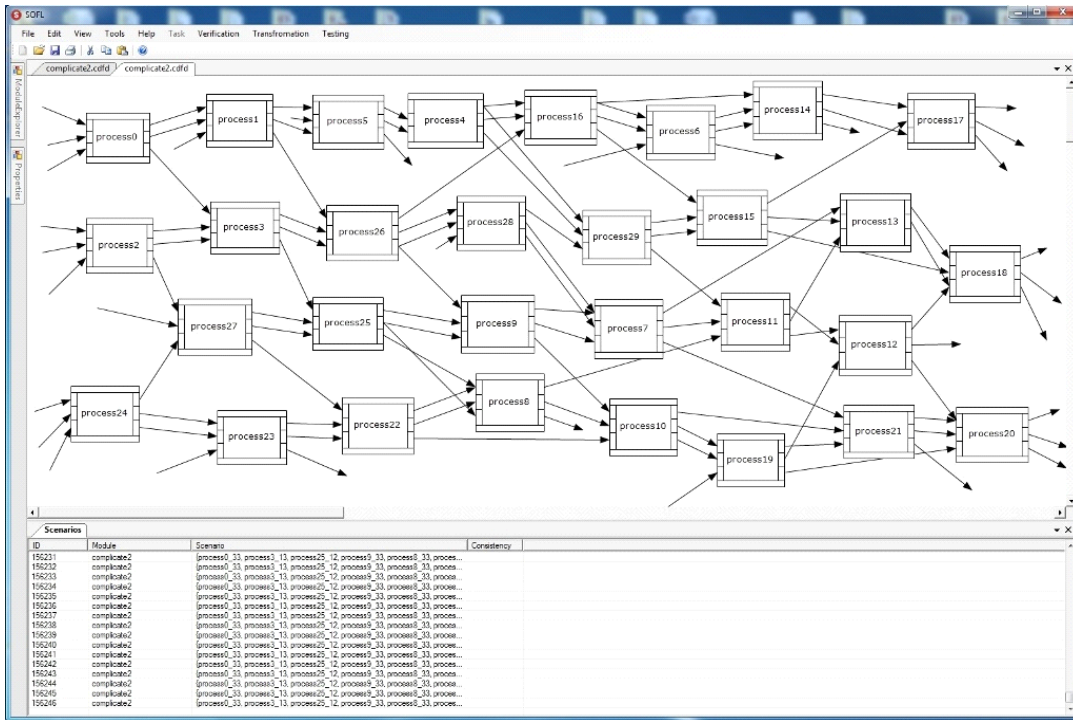 SOFL
File Edit View Tools Help Task Verification Transfromation Testing
complicate2.cdfd complicate2.cdfd
ModuleExplorer
Properties
process0
process1
process5
process4
process16
process6
process14
process17
process2
process3
process26
process28
process29
process15
process13
process18
process27
process25
process9
process7
process11
process12
process24
process23
process22
process8
process10
process19
process21
process20
Scenarios
ID Module Scenario Consistency
156231 complicate2 [process0_33, process3_13, process25_12, process9_33, process8_33, proces...
156232 complicate2 [process0_33, process3_13, process25_12, process9_33, process8_33, proces...
156233 complicate2 [process0_33, process3_13, process25_12, process9_33, process8_33, proces...
156234 complicate2 [process0_33, process3_13, process25_12, process9_33, process8_33, proces...
156235 complicate2 [process0_33, process3_13, process25_12, process9_33, process8_33, proces...
156236 complicate2 [process0_33, process3_13, process25_12, process9_33, process8_33, proces...
156237 complicate2 [process0_33, process3_13, process25_12, process9_33, process8_33, proces...
156238 complicate2 [process0_33, process3_13, process25_12, process9_33, process8_33, proces...
156239 complicate2 [process0_33, process3_13, process25_12, process9_33, process8_33, proces...
156240 complicate2 [process0_33, process3_13, process25_12, process9_33, process8_33, proces...
156241 complicate2 [process0_33, process3_13, process25_12, process9_33, process8_33, proces...
156242 complicate2 [process0_33, process3_13, process25_12, process9_33, process8_33, proces...
156243 complicate2 [process0_33, process3_13, process25_12, process9_33, process8_33, proces...
156244 complicate2 [process0_33, process3_13, process25_12, process9_33, process8_33, proces...
156245 complicate2 [process0_33, process3_13, process25_12, process9_33, process8_33, proces...
156246 complicate2 [process0_33, process3_13, process25_12, process9_33, process8_33, proces...